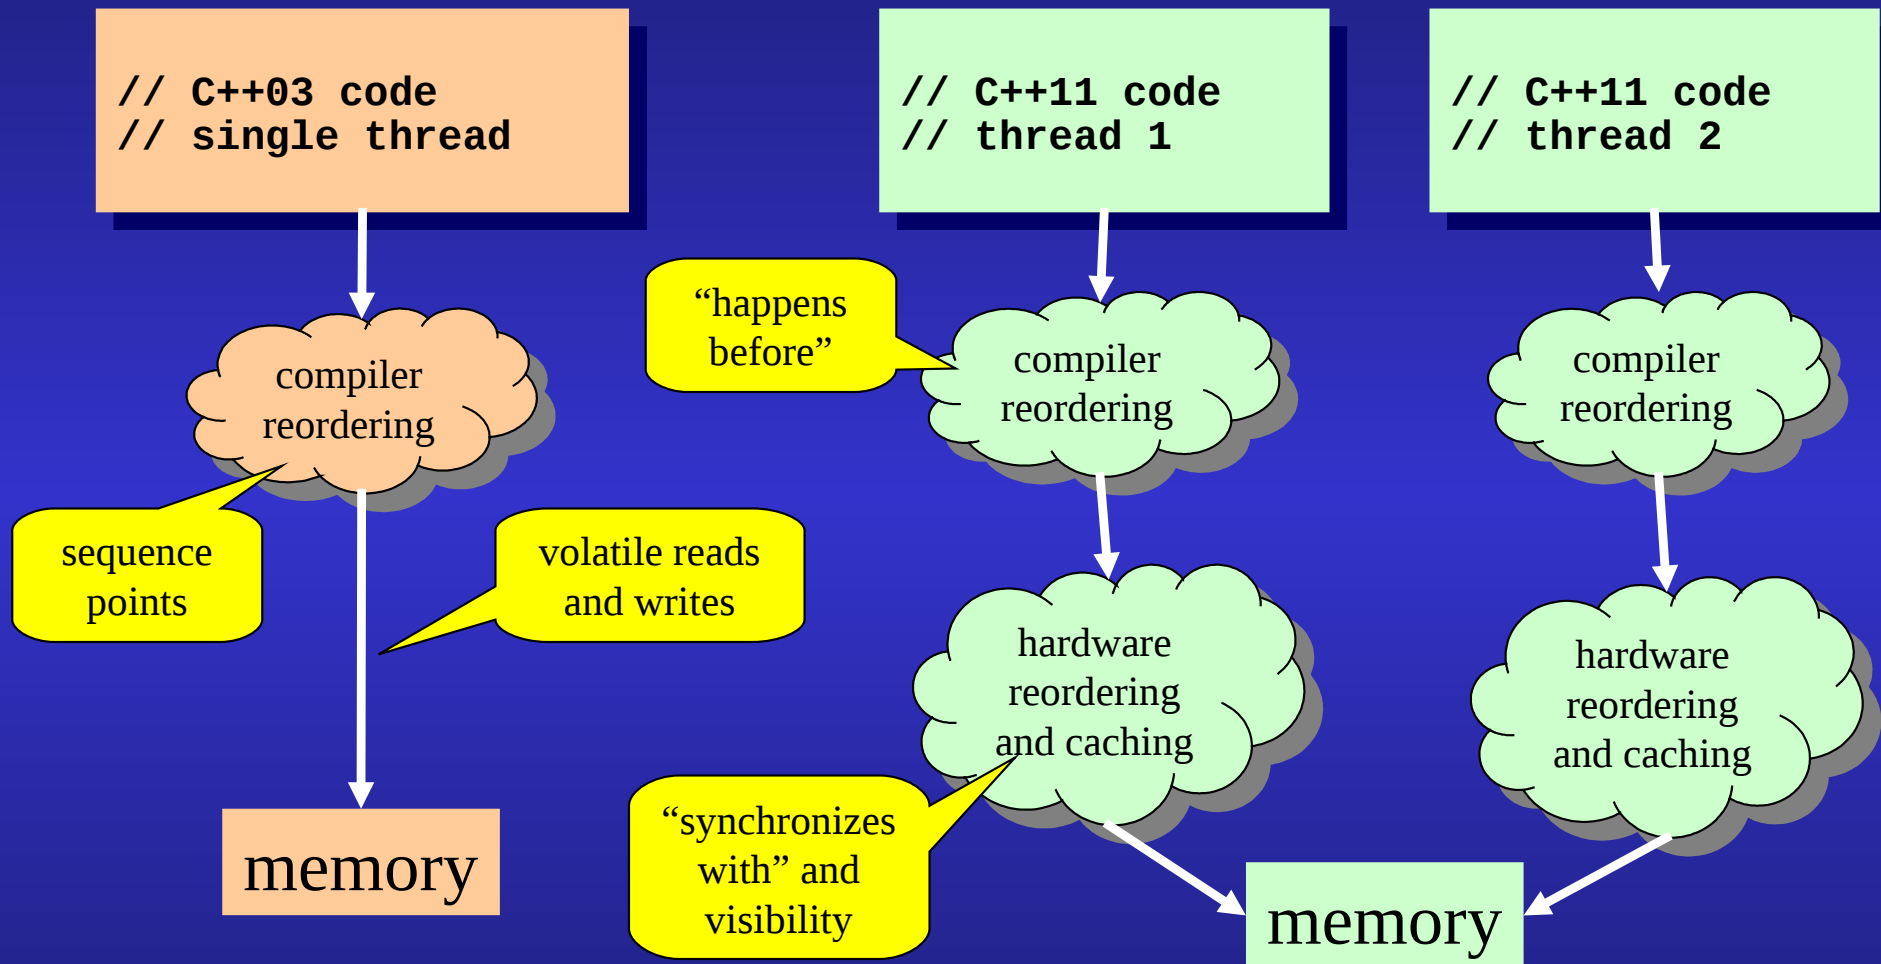 // C++03 code
// single thread
compiler
reordering
sequence
points
volatile reads
and writes
memory
// C++11 code
// thread 1
“happens
before”
compiler
reordering
hardware
reordering
and caching
“synchronizes
with” and
visibility
// C++11 code
// thread 2
compiler
reordering
hardware
reordering
and caching
memory